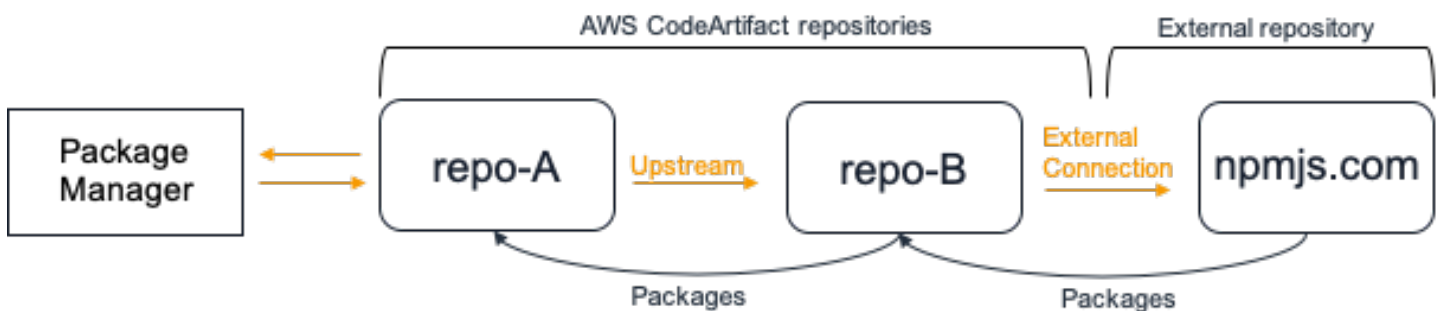 AWS CodeArtifact repositories
External repository
Package
Manager
repo-A
Upstream
repo-B
External
Connection
npmjs.com
Packages
Packages